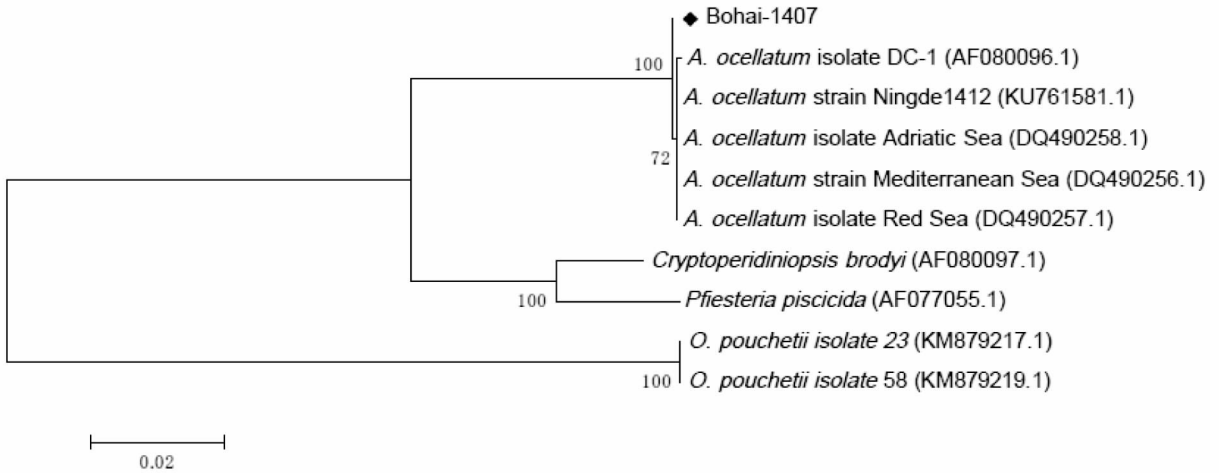 ◆ Bohai-1407
100
A. ocellatum isolate DC-1 (AF080096.1)
A. ocellatum strain Ningde1412 (KU761581.1)
A. ocellatum isolate Adriatic Sea (DQ490258.1)
72
A. ocellatum strain Mediterranean Sea (DQ490256.1)
A. ocellatum isolate Red Sea (DQ490257.1)
Cryptoperidiniopsis brodyi (AF080097.1)
100
Pfiesteria piscicida (AF077055.1)
O. pouchetii isolate 23 (KM879217.1)
100
O. pouchetii isolate 58 (KM879219.1)
0.02